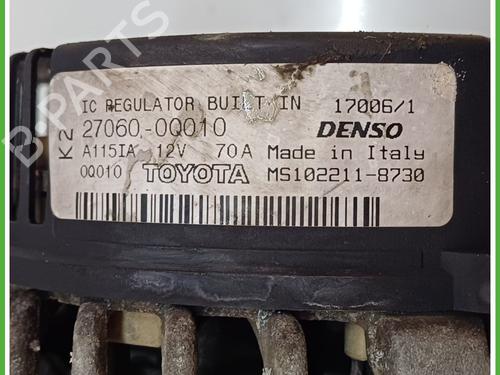 IC REGULATOR BUILT IN 17006/1
K2
27060-0Q010 DENSO
A115IA 12V 70A Made in Italy
0Q010 TOYOTA MS102211-8730
B-PARTS